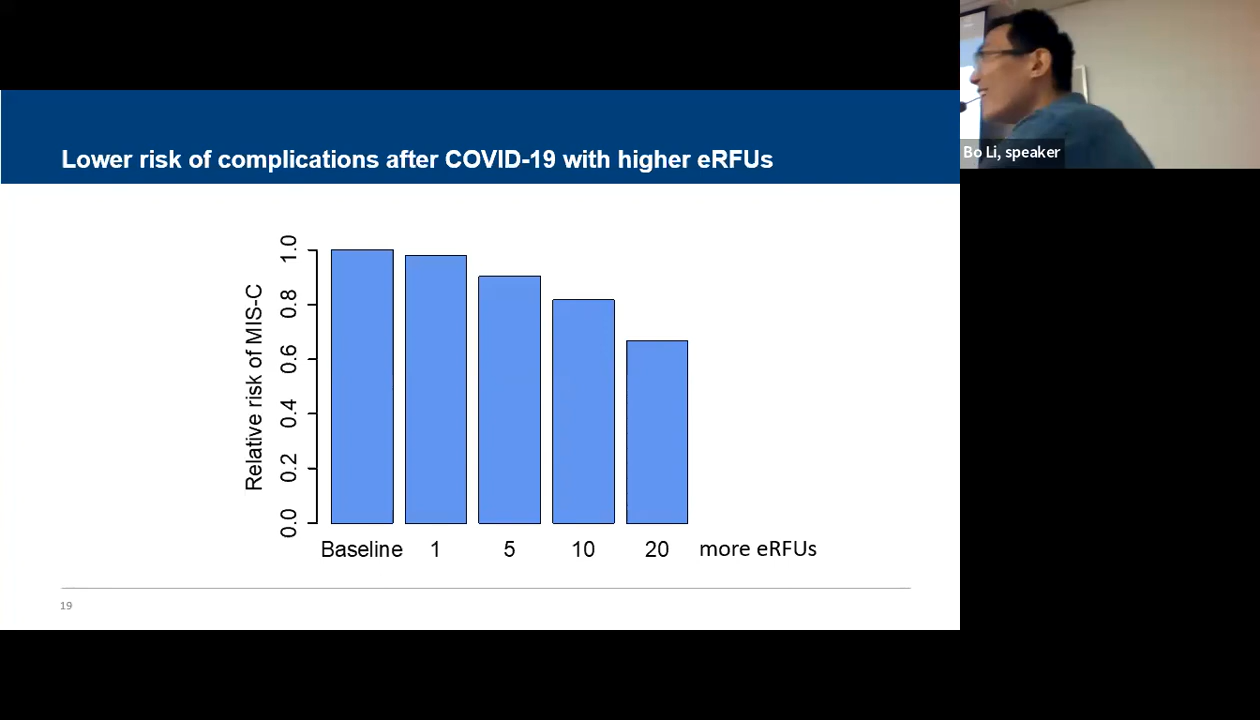 Lower risk of complications after COVID-19 with higher eRFUs
Bo Li, speaker
Relative risk of MIS-C
1.0
0.8
0.6
0.4
0.2
0.0
Baseline 1 5 10 20 more eRFUs
19